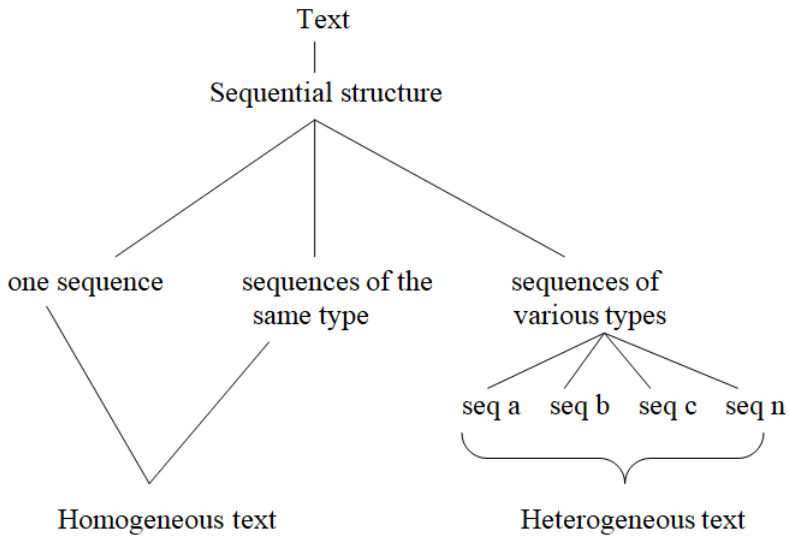 Text
Sequential structure
one sequence
sequences of the
same type
sequences of
various types
seq a
seq b
seq c
seq n
Homogeneous text
Heterogeneous text